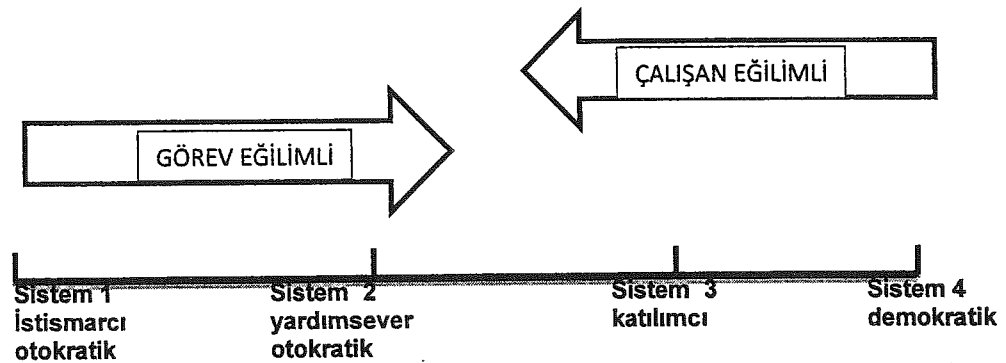 ÇALIŞAN EĞİLİMLİ
GÖREV EĞİLİMLİ
Sistem 1
İstismarcı
otokratik
Sistem 2
yardımsever
otokratik
Sistem 3
katılımcı
Sistem 4
demokratik